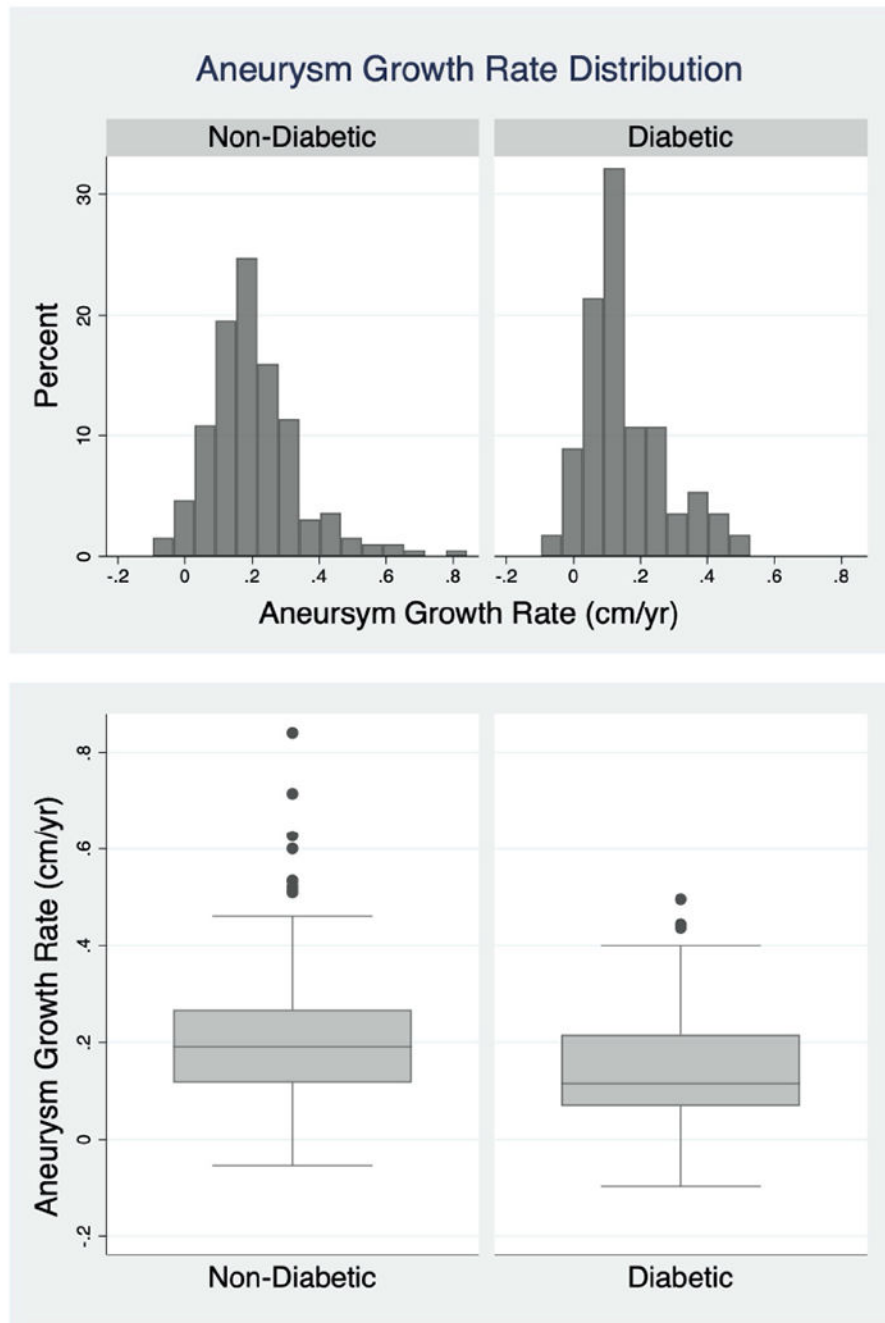 Aneurysm Growth Rate Distribution
Non-Diabetic Diabetic
Percent
30
20
10
0
-.2 0 .2 .4 .6 .8 -.2 0 .2 .4 .6 .8
Aneursym Growth Rate (cm/yr)
Aneurysm Growth Rate (cm/yr)
.8
.6
.4
.2
0
-.2
Non-Diabetic Diabetic